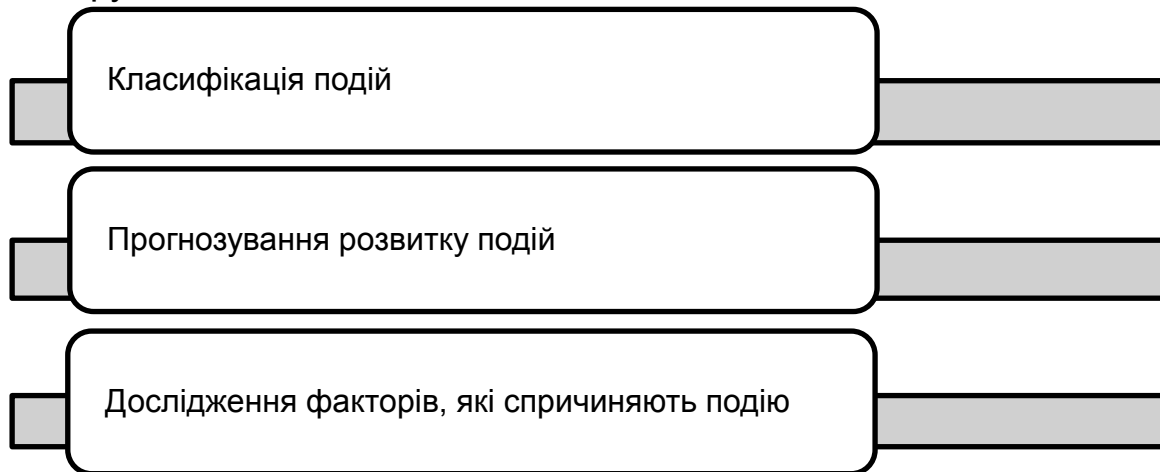 Класифікація подій
Прогнозування розвитку подій
Дослідження факторів, які спричиняють подію